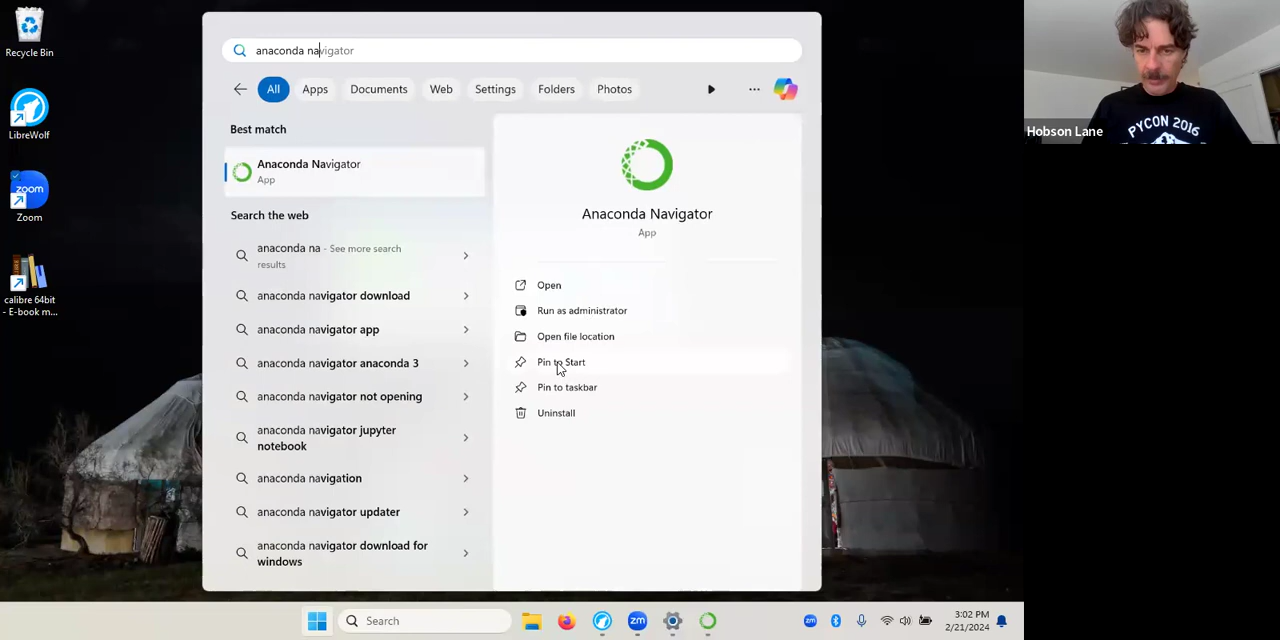 Recycle Bin
LibreWolf
zoom
Zoom
calibre 64bit
- E-book m...
anaconda navigator
All
Apps
Documents
Web
Settings
Folders
Photos
Best match
Anaconda Navigator
App
Search the web
anaconda na - See more search
results
anaconda navigator download
anaconda navigator app
anaconda navigator anaconda 3
anaconda navigator not opening
anaconda navigator jupyter
notebook
anaconda navigation
anaconda navigator updater
anaconda navigator download for
windows
Anaconda Navigator
App
Open
Run as administrator
Open file location
Pin to Start
Pin to taskbar
Uninstall
Search
zm
zm
3:02 PM
2/21/2024
Hobson Lane
PYCON 2016